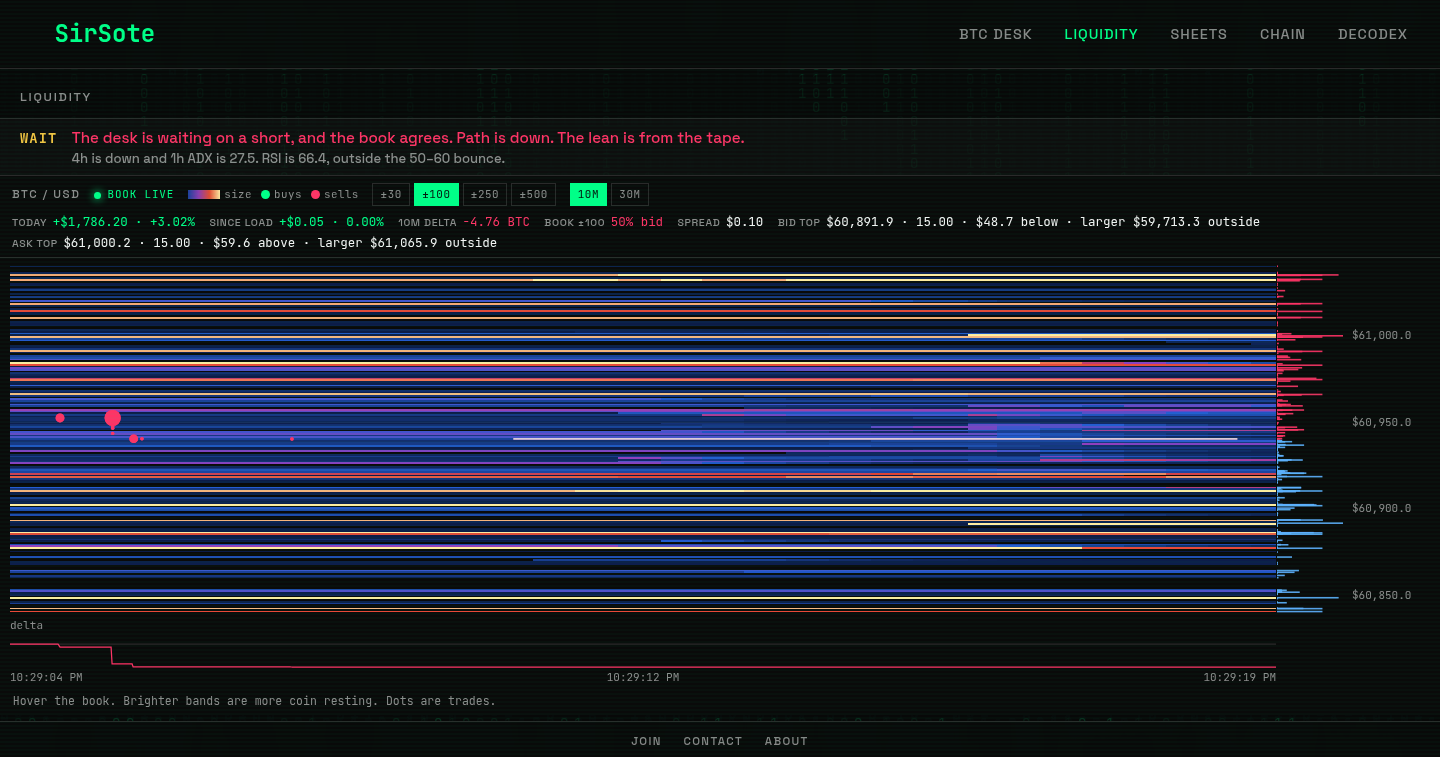 SirSote
BTC DESK LIQUIDITY SHEETS CHAIN DECODEX
LIQUIDITY
WAIT The desk is waiting on a short, and the book agrees. Path is down. The lean is from the tape.
4h is down and 1h ADX is 27.5. RSI is 66.4, outside the 50–60 bounce.
BTC / USD BOOK LIVE size buys sells ±30 ±100 ±250 ±500 10M 30M
TODAY +$1,786.20 · +3.02% SINCE LOAD +$0.05 · 0.00% 10M DELTA -4.76 BTC BOOK ±100 50% bid SPREAD $0.10 BID TOP $60,891.9 · 15.00 · $48.7 below · larger $59,713.3 outside
ASK TOP $61,000.2 · 15.00 · $59.6 above · larger $61,065.9 outside
$61,000.0
$60,950.0
$60,900.0
$60,850.0
delta
10:29:04 PM 10:29:12 PM 10:29:19 PM
Hover the book. Brighter bands are more coin resting. Dots are trades.
JOIN CONTACT ABOUT